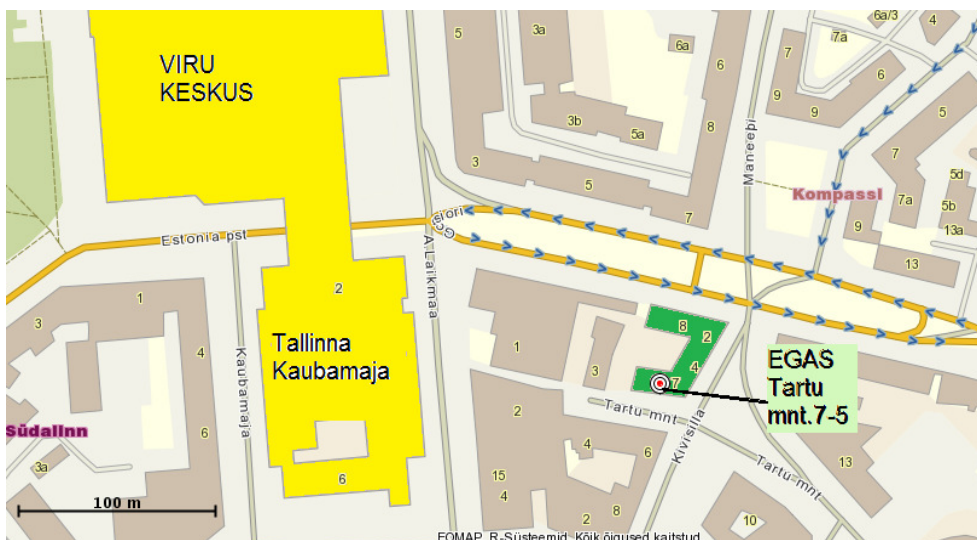 VIRU
KESKUS
5
3a
6a
6
6a/3
4
7a
7
6
9
9
5
3b
5a
8
3
5
7
Maneeþi
Kompassi
7
7a
5d
5b
13a
9
13
Estonia pst
Gonsiori
A.Laikmaa
3
1
4
6
Kaubamaja
2
Tallinna
Kaubamaja
6
1
3
8
2
4
7
EGAS
Tartu
mnt.7-5
Tartu mnt
Kivisilla
Tartu mnt
Südalinn
3a
2
4
6
15
4
2
8
10
13
100 m
EOMAP, R-Süsteemid. Kõik õigused kaitstud